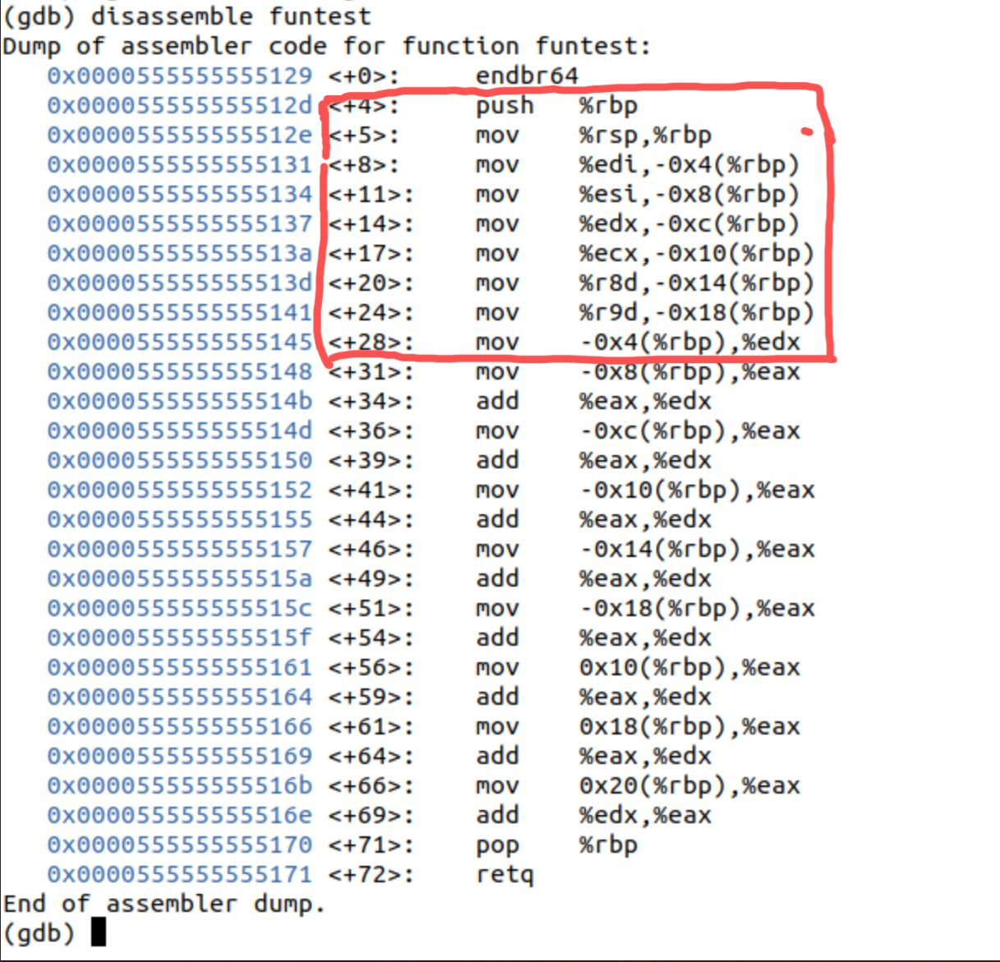 (gdb) disassemble funtest
Dump of assembler code for function funtest:
0x0000555555555129 <+0>: endbr64
0x000055555555512d <+4>: push %rbp
0x000055555555512e <+5>: mov %rsp,%rbp
0x0000555555555131 <+8>: mov %edi,-0x4(%rbp)
0x0000555555555134 <+11>: mov %esi,-0x8(%rbp)
0x0000555555555137 <+14>: mov %edx,-0xc(%rbp)
0x000055555555513a <+17>: mov %ecx,-0x10(%rbp)
0x000055555555513d <+20>: mov %r8d,-0x14(%rbp)
0x0000555555555141 <+24>: mov %r9d,-0x18(%rbp)
0x0000555555555145 <+28>: mov -0x4(%rbp),%edx
0x0000555555555148 <+31>: mov -0x8(%rbp),%eax
0x000055555555514b <+34>: add %eax,%edx
0x000055555555514d <+36>: mov -0xc(%rbp),%eax
0x0000555555555150 <+39>: add %eax,%edx
0x0000555555555152 <+41>: mov -0x10(%rbp),%eax
0x0000555555555155 <+44>: add %eax,%edx
0x0000555555555157 <+46>: mov -0x14(%rbp),%eax
0x000055555555515a <+49>: add %eax,%edx
0x000055555555515c <+51>: mov -0x18(%rbp),%eax
0x000055555555515f <+54>: add %eax,%edx
0x0000555555555161 <+56>: mov 0x10(%rbp),%eax
0x0000555555555164 <+59>: add %eax,%edx
0x0000555555555166 <+61>: mov 0x18(%rbp),%eax
0x0000555555555169 <+64>: add %eax,%edx
0x000055555555516b <+66>: mov 0x20(%rbp),%eax
0x000055555555516e <+69>: add %edx,%eax
0x0000555555555170 <+71>: pop %rbp
0x0000555555555171 <+72>: retq
End of assembler dump.
(gdb)